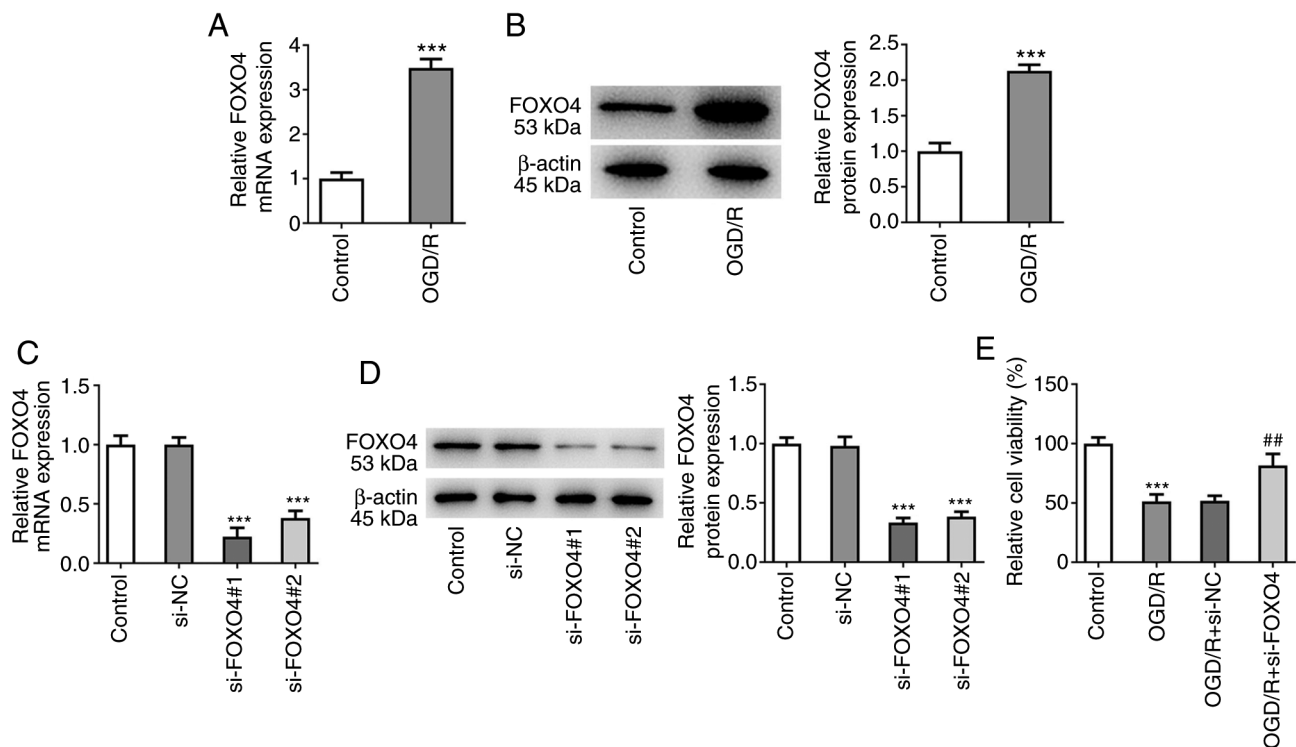 A
Relative FOXO4
mRNA expression
4
3
2
1
0
***
Control
OGD/R
B
FOXO4
53 kDa
β-actin
45 kDa
Control
OGD/R
Relative FOXO4
protein expression
2.5
2.0
1.5
1.0
0.5
0.0
***
Control
OGD/R
C
Relative FOXO4
mRNA expression
1.5
1.0
0.5
0.0
***
***
Control
si-NC
si-FOXO4#1
si-FOXO4#2
D
FOXO4
53 kDa
β-actin
45 kDa
Control
si-NC
si-FOXO4#1
si-FOXO4#2
Relative FOXO4
protein expression
1.5
1.0
0.5
0.0
***
***
Control
si-NC
si-FOXO4#1
si-FOXO4#2
E
Relative cell viability (%)
150
100
50
0
***
##
Control
OGD/R
OGD/R+si-NC
OGD/R+si-FOXO4